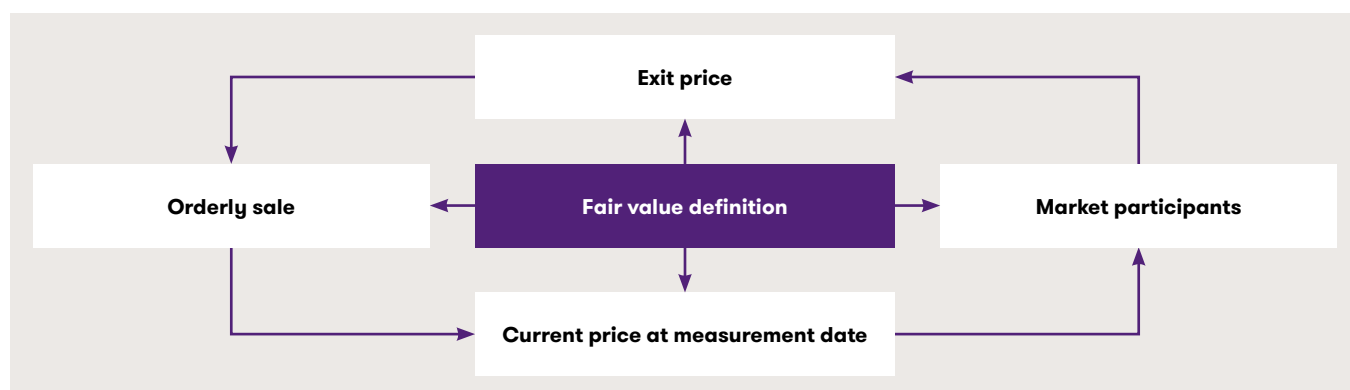 Exit price
Orderly sale
Fair value definition
Market participants
Current price at measurement date